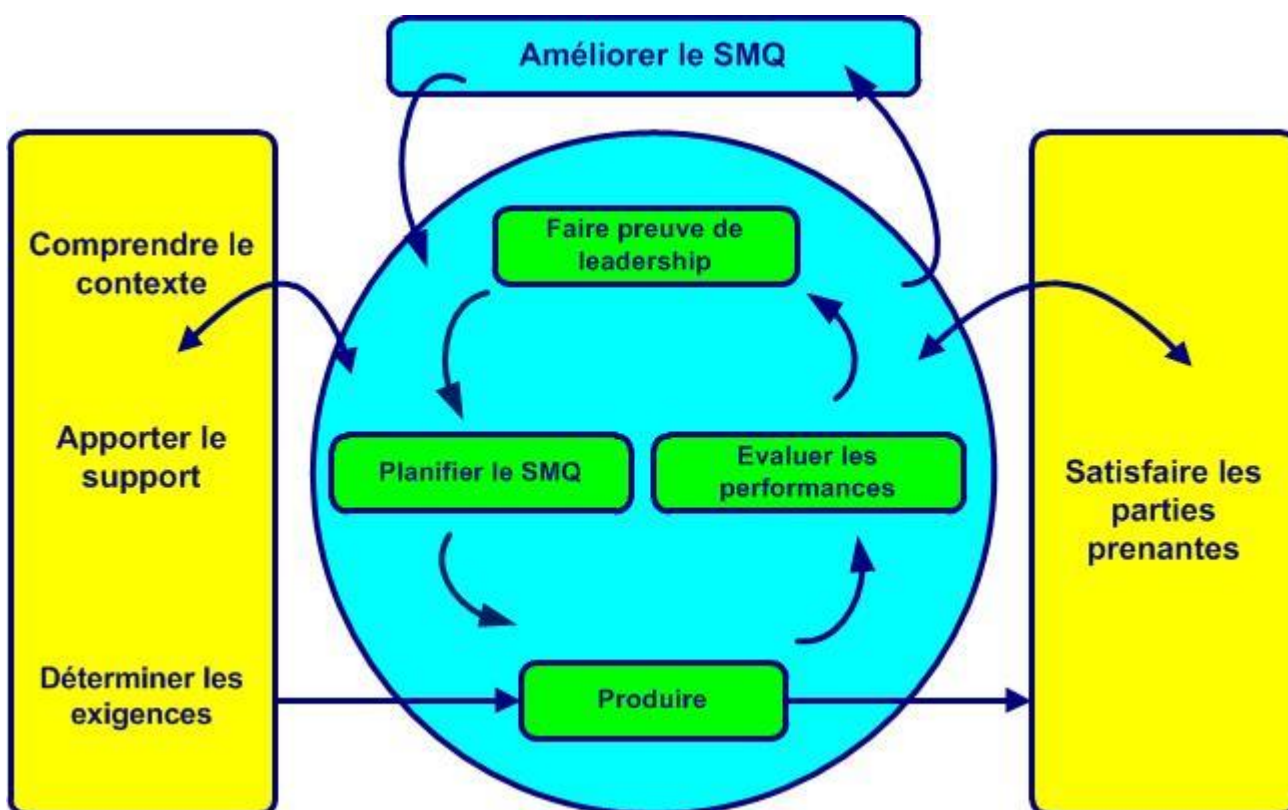 Améliorer le SMQ
Comprendre le
contexte
Apporter le
support
Déterminer les
exigences
Faire preuve de
leadership
Planifier le SMQ
Evaluer les
performances
Produire
Satisfaire les
parties
prenantes